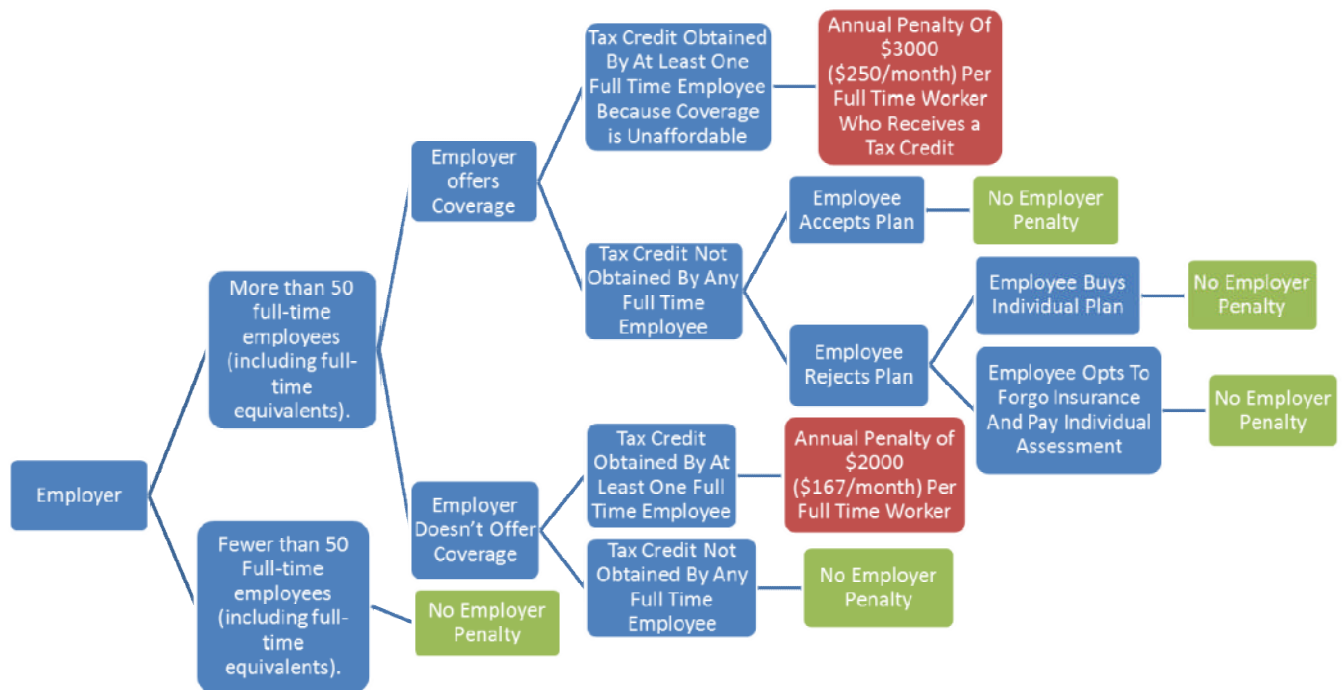 Tax Credit Obtained
By At Least One
Full Time Employee
Because Coverage
is Unaffordable
Annual Penalty Of
$3000
($250/month) Per
Full Time Worker
Who Receives a
Tax Credit
Employer
offers
Coverage
Employee
Accepts Plan
No Employer
Penalty
Tax Credit Not
Obtained By Any
Full Time
Employee
More than 50
full-time
employees
(including full-
time
equivalents).
Employee Buys
Individual Plan
No Employer
Penalty
Employee
Rejects Plan
Employee Opts To
Forgo Insurance
And Pay Individual
Assessment
No Employer
Penalty
Employer
Tax Credit
Obtained By At
Least One Full
Time Employee
Annual Penalty of
$2000
($167/month) Per
Full Time Worker
Employer
Doesn't Offer
Coverage
Tax Credit Not
Obtained By Any
Full Time
Employee
No Employer
Penalty
Fewer than 50
Full-time
employees
(including full-
time
equivalents).
No Employer
Penalty